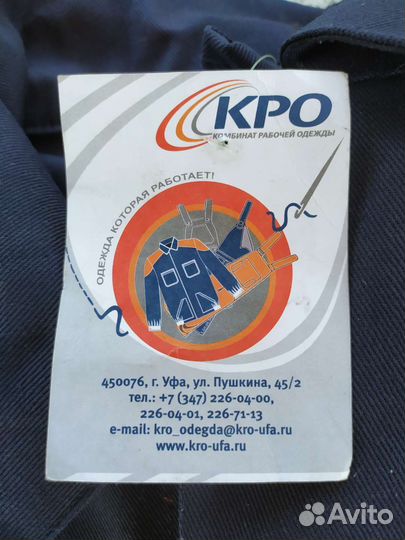 КРО
КОМБИНАТ РАБОЧЕЙ ОДЕЖДЫ
ОДЕЖДА КОТОРАЯ РАБОТАЕТ!
450076, г. Уфа, ул. Пушкина, 45/2
тел.: +7 (347) 226-04-00,
226-04-01, 226-71-13
e-mail: kro_odegda@kro-ufa.ru
www.kro-ufa.ru
Avito